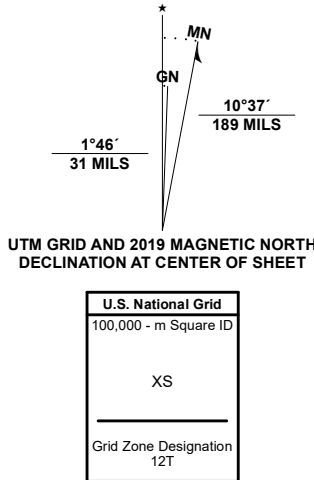 ★
MN
GN
1°46´
31 MILS
10°37´
189 MILS
UTM GRID AND 2019 MAGNETIC NORTH
DECLINATION AT CENTER OF SHEET
U.S. National Grid
100,000 - m Square ID
XS
Grid Zone Designation
12T